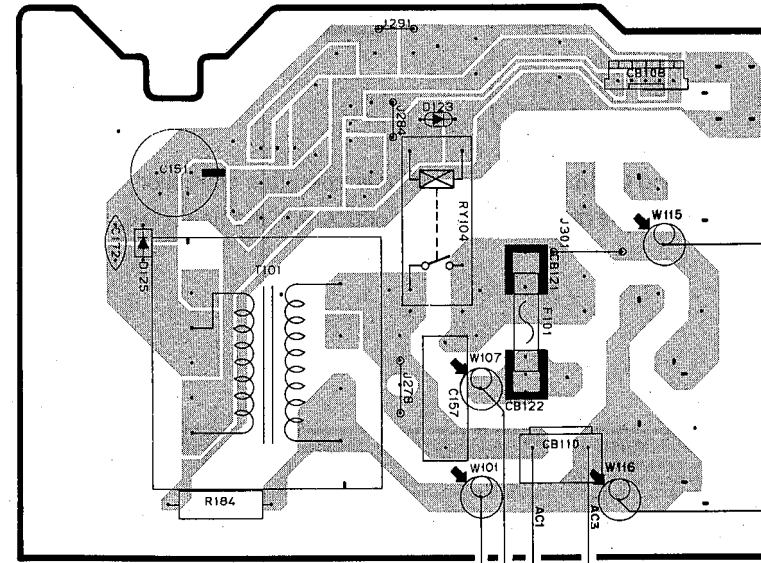 J291
CB108
D123
J284
C151
RY104
J301
W115
C172
D125
CB121
T101
F101
W107
J278
C157
CB122
CB110
W101
W116
R184
AC1
AC3